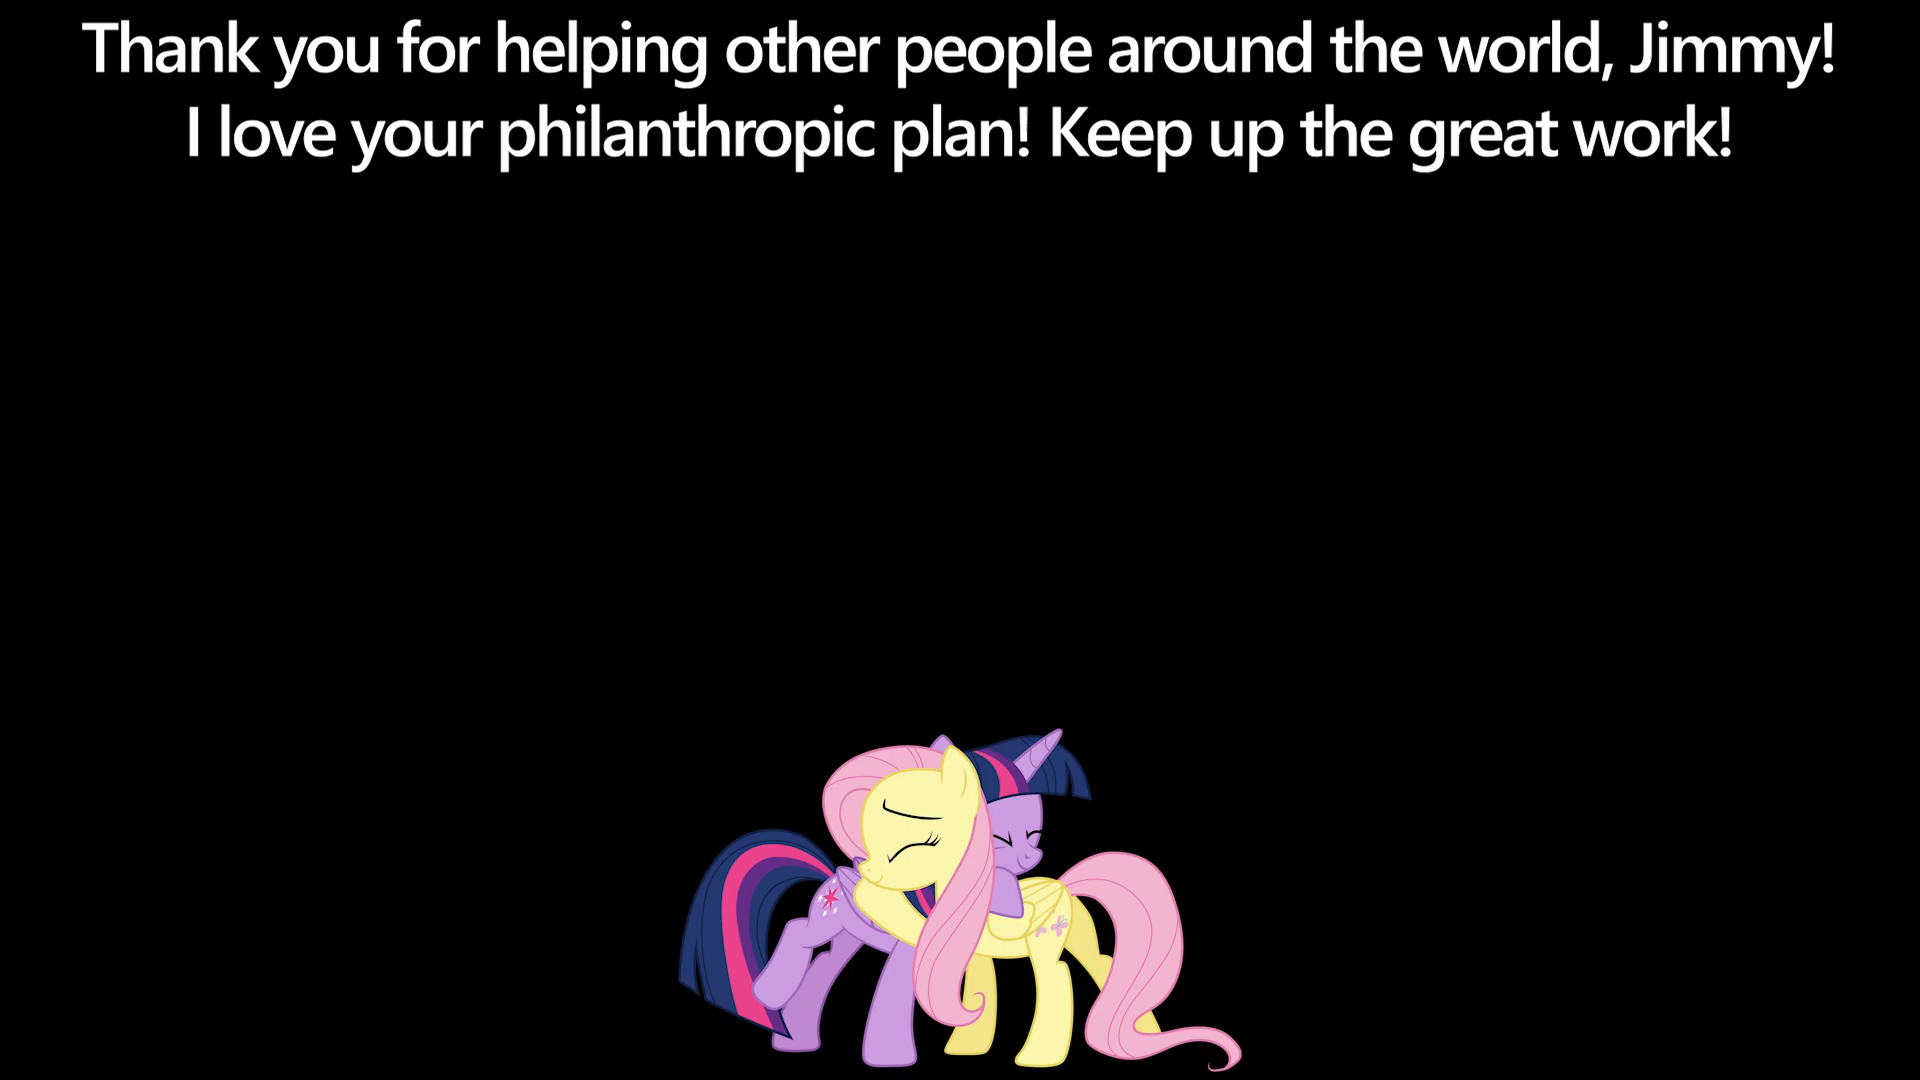 Thank you for helping other people around the world, Jimmy!
I love your philanthropic plan! Keep up the great work!